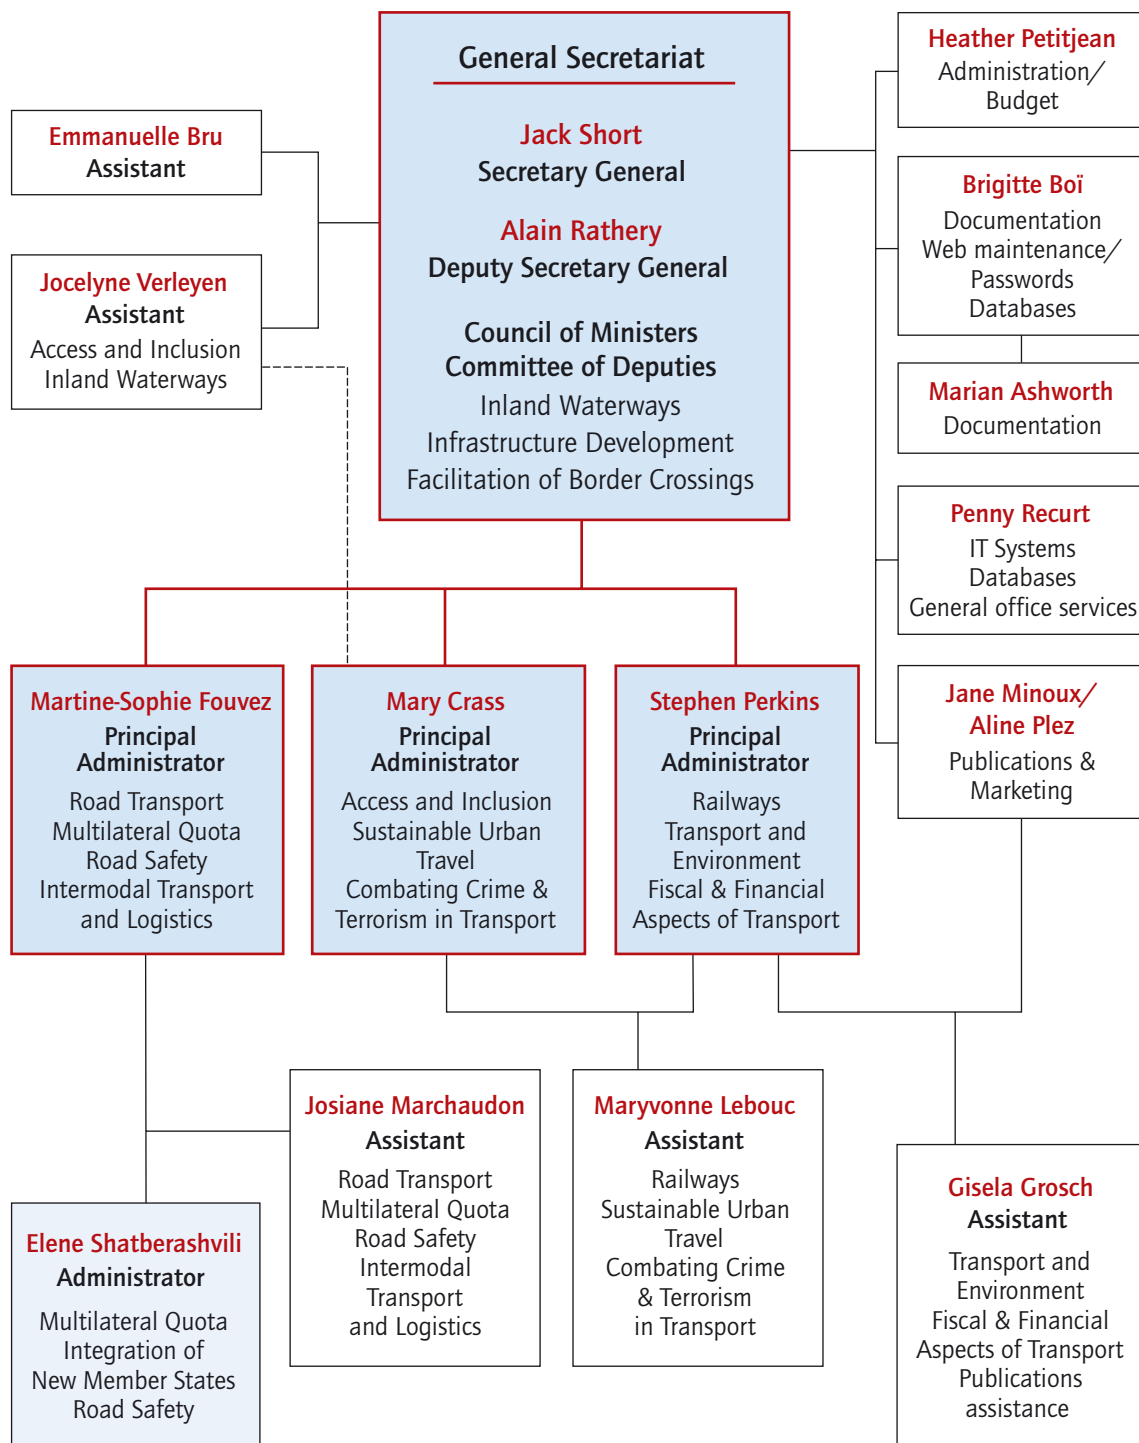 General Secretariat
Jack Short
Secretary General
Alain Rathery
Deputy Secretary General
Council of Ministers
Committee of Deputies
Inland Waterways
Infrastructure Development
Facilitation of Border Crossings
Emmanuelle Bru
Assistant
Jocelyne Verleyen
Assistant
Access and Inclusion
Inland Waterways
Heather Petitjean
Administration/
Budget
Brigitte Boï
Documentation
Web maintenance/
Passwords
Databases
Marian Ashworth
Documentation
Penny Recurt
IT Systems
Databases
General office services
Jane Minoux/
Aline Plez
Publications &
Marketing
Martine-Sophie Fouvez
Principal
Administrator
Road Transport
Multilateral Quota
Road Safety
Intermodal Transport
and Logistics
Mary Crass
Principal
Administrator
Access and Inclusion
Sustainable Urban
Travel
Combating Crime &
Terrorism in Transport
Stephen Perkins
Principal
Administrator
Railways
Transport and
Environment
Fiscal & Financial
Aspects of Transport
Josiane Marchaudon
Assistant
Road Transport
Multilateral Quota
Road Safety
Intermodal
Transport
and Logistics
Maryvonne Lebouc
Assistant
Railways
Sustainable Urban
Travel
Combating Crime
& Terrorism
in Transport
Gisela Grosch
Assistant
Transport and
Environment
Fiscal & Financial
Aspects of Transport
Publications
assistance
Elene Shatberashvili
Administrator
Multilateral Quota
Integration of
New Member States
Road Safety